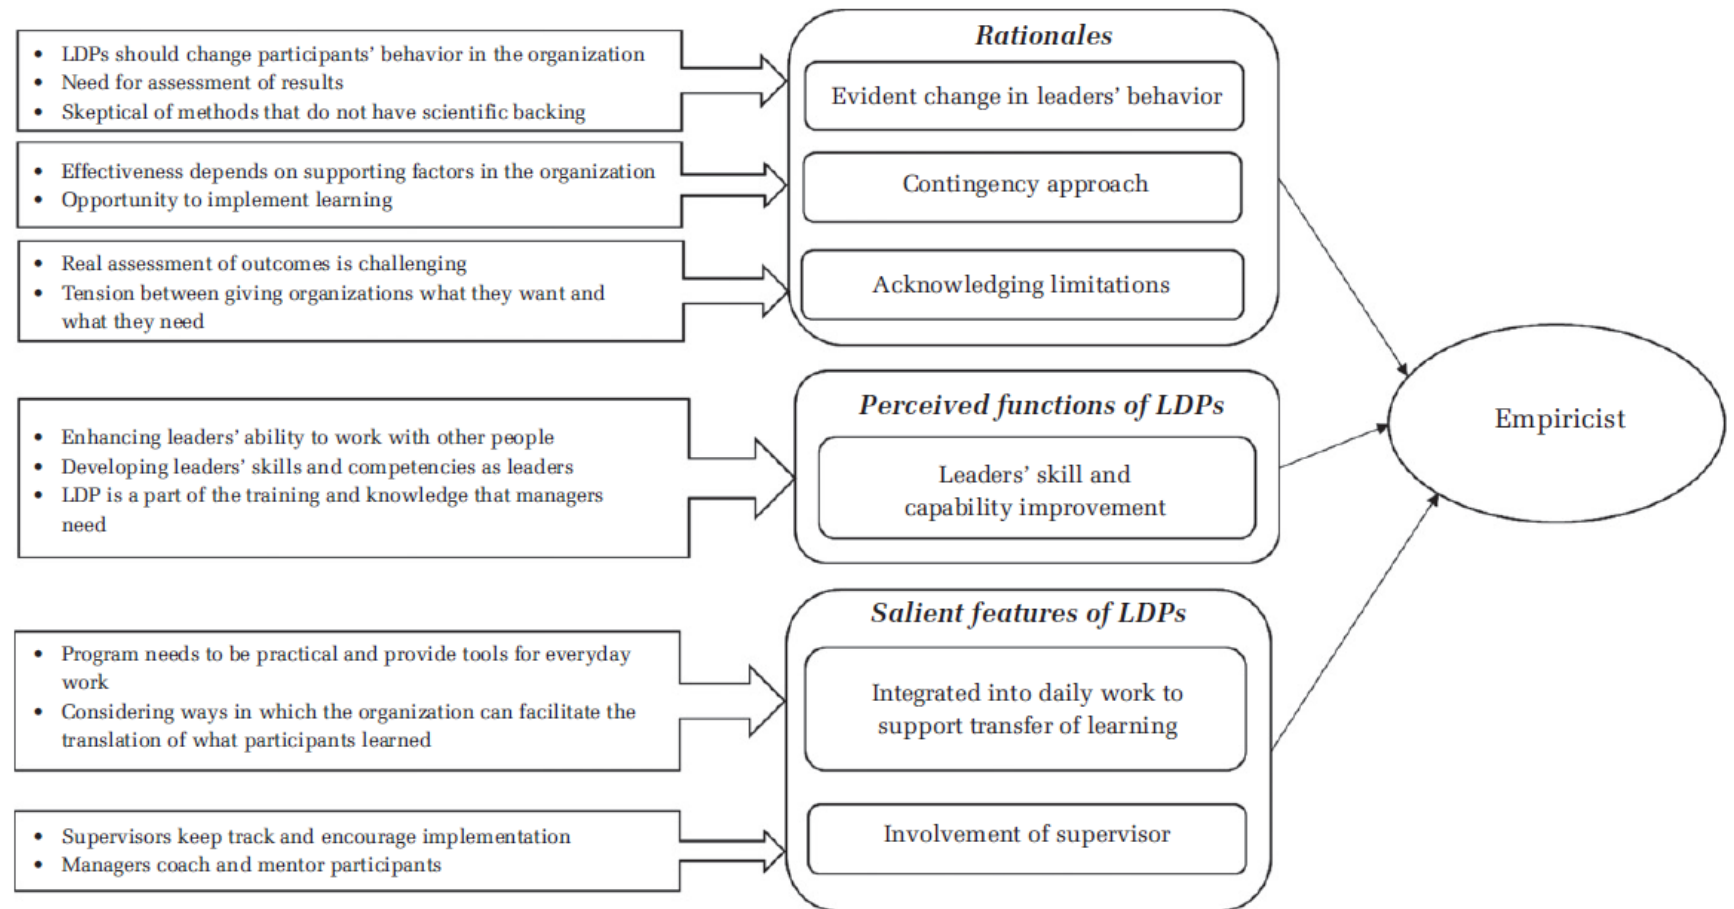 Rationales
• LDPs should change participants’ behavior in the organization
• Need for assessment of results
• Skeptical of methods that do not have scientific backing
Evident change in leaders’ behavior
• Effectiveness depends on supporting factors in the organization
• Opportunity to implement learning
Contingency approach
• Real assessment of outcomes is challenging
• Tension between giving organizations what they want and
what they need
Acknowledging limitations
Perceived functions of LDPs
• Enhancing leaders’ ability to work with other people
• Developing leaders’ skills and competencies as leaders
• LDP is a part of the training and knowledge that managers
need
Leaders’ skill and
capability improvement
Salient features of LDPs
• Program needs to be practical and provide tools for everyday
work
• Considering ways in which the organization can facilitate the
translation of what participants learned
Integrated into daily work to
support transfer of learning
• Supervisors keep track and encourage implementation
• Managers coach and mentor participants
Involvement of supervisor
Empiricist